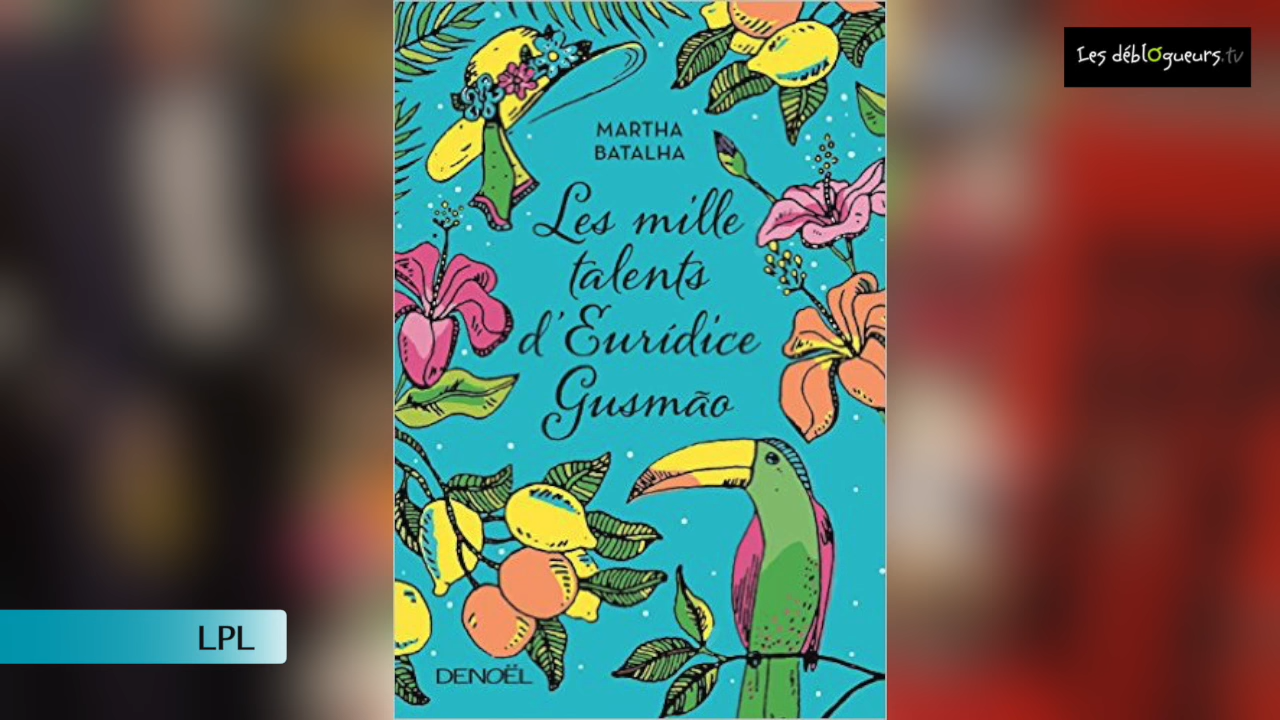 Les déblogueurs.tv
MARTHA
BATALHA
Les mille
talents
d'Eurídice
Gusmão
DENOËL
LPL